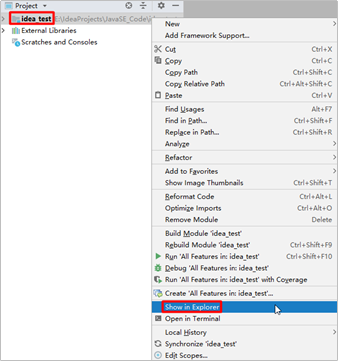 Project
idea_test E:\IdeaProjects\JavaSE_Code\
External Libraries
Scratches and Consoles
New
Add Framework Support...
Cut Ctrl+X
Copy Ctrl+C
Copy Path Ctrl+Shift+C
Copy Relative Path Ctrl+Alt+Shift+C
Paste Ctrl+V
Find Usages Alt+F7
Find in Path... Ctrl+Shift+F
Replace in Path... Ctrl+Shift+R
Analyze
Refactor
Add to Favorites
Show Image Thumbnails Ctrl+Shift+T
Reformat Code Ctrl+Alt+L
Optimize Imports Ctrl+Alt+O
Remove Module Delete
Build Module 'idea_test'
Rebuild Module 'idea_test' Ctrl+Shift+F9
Run 'All Features in: idea_test' Ctrl+Shift+F10
Debug 'All Features in: idea_test'
Run 'All Features in: idea_test' with Coverage
Create 'All Features in: idea_test'...
Show in Explorer
Open in Terminal
Local History
Synchronize 'idea_test'
Edit Scopes...